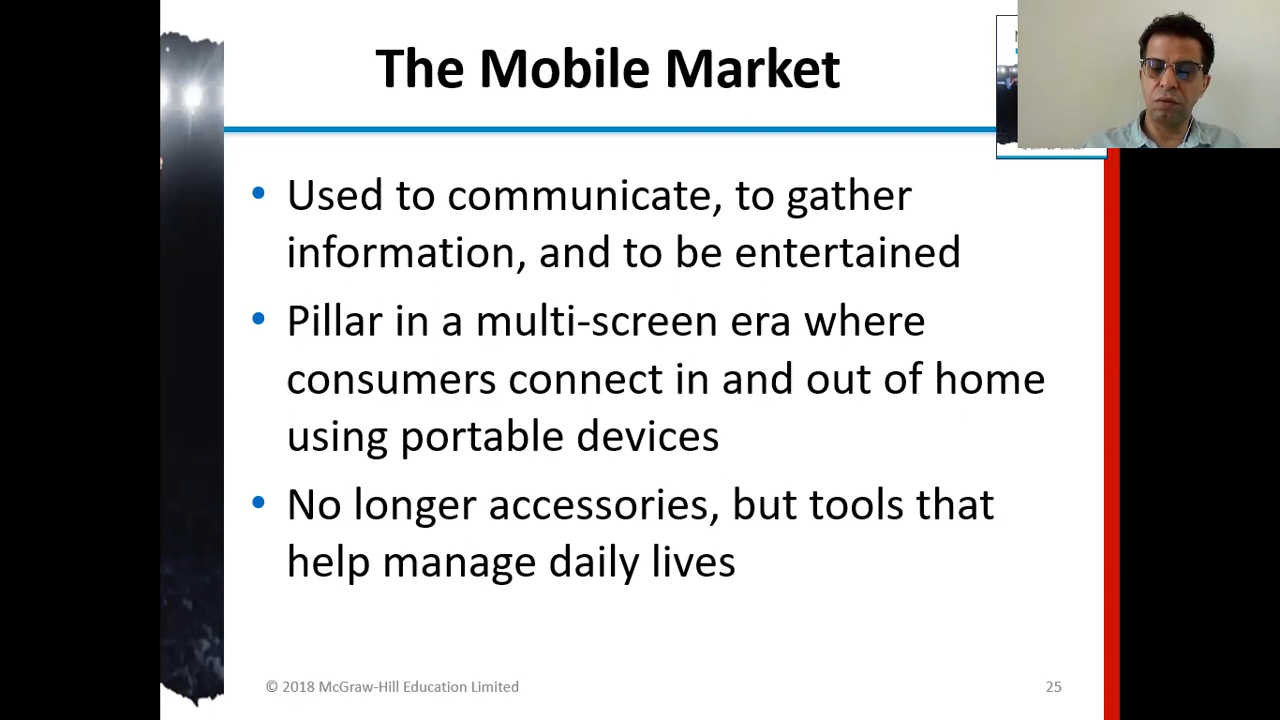 The Mobile Market
• Used to communicate, to gather
information, and to be entertained
• Pillar in a multi-screen era where
consumers connect in and out of home
using portable devices
• No longer accessories, but tools that
help manage daily lives
© 2018 McGraw-Hill Education Limited
25